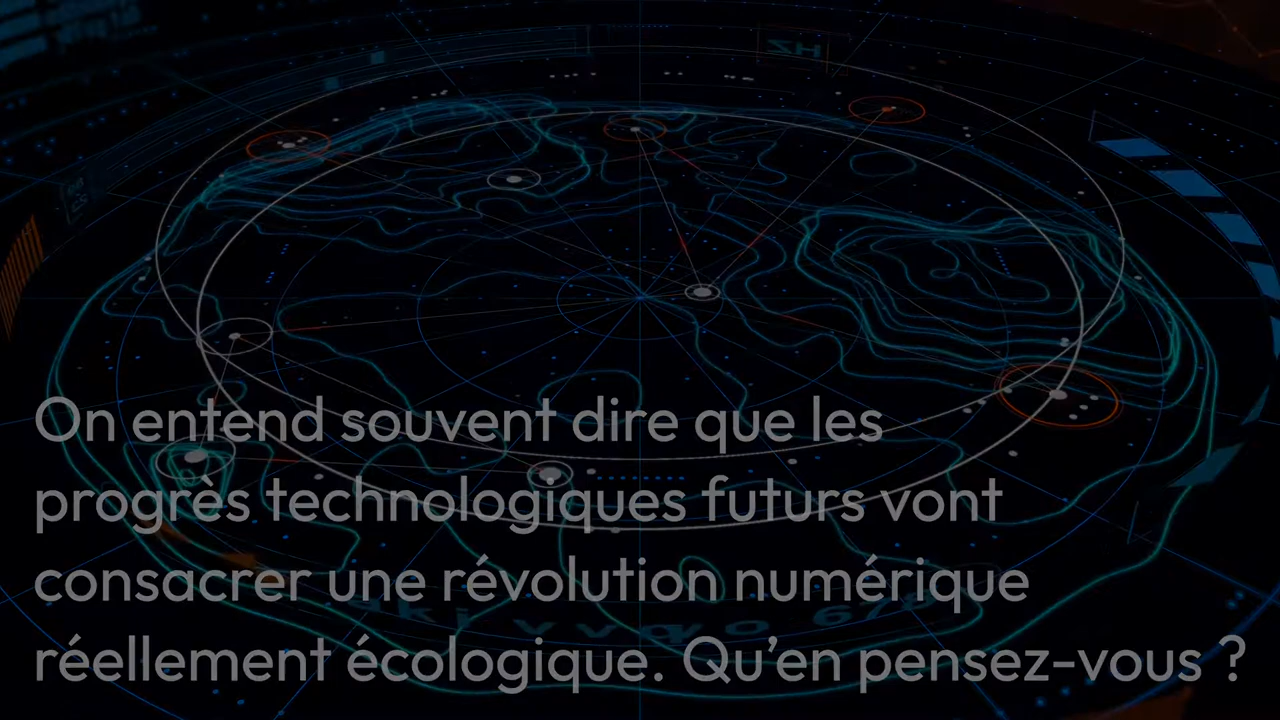 On entend souvent dire que les
progrès technologiques futurs vont
consacrer une révolution numérique
réellement écologique. Qu’en pensez-vous ?